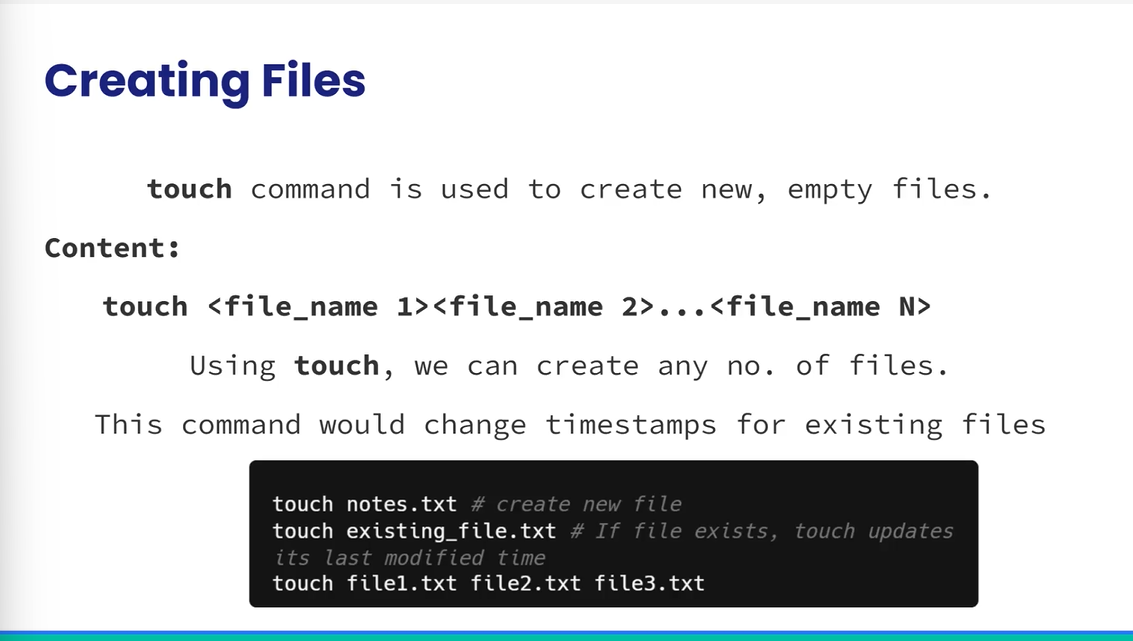 Creating Files
touch command is used to create new, empty files.
Content:
touch <file_name 1><file_name 2>...<file_name N>
Using touch, we can create any no. of files.
This command would change timestamps for existing files
touch notes.txt # create new file
touch existing_file.txt # If file exists, touch updates
its last modified time
touch file1.txt file2.txt file3.txt